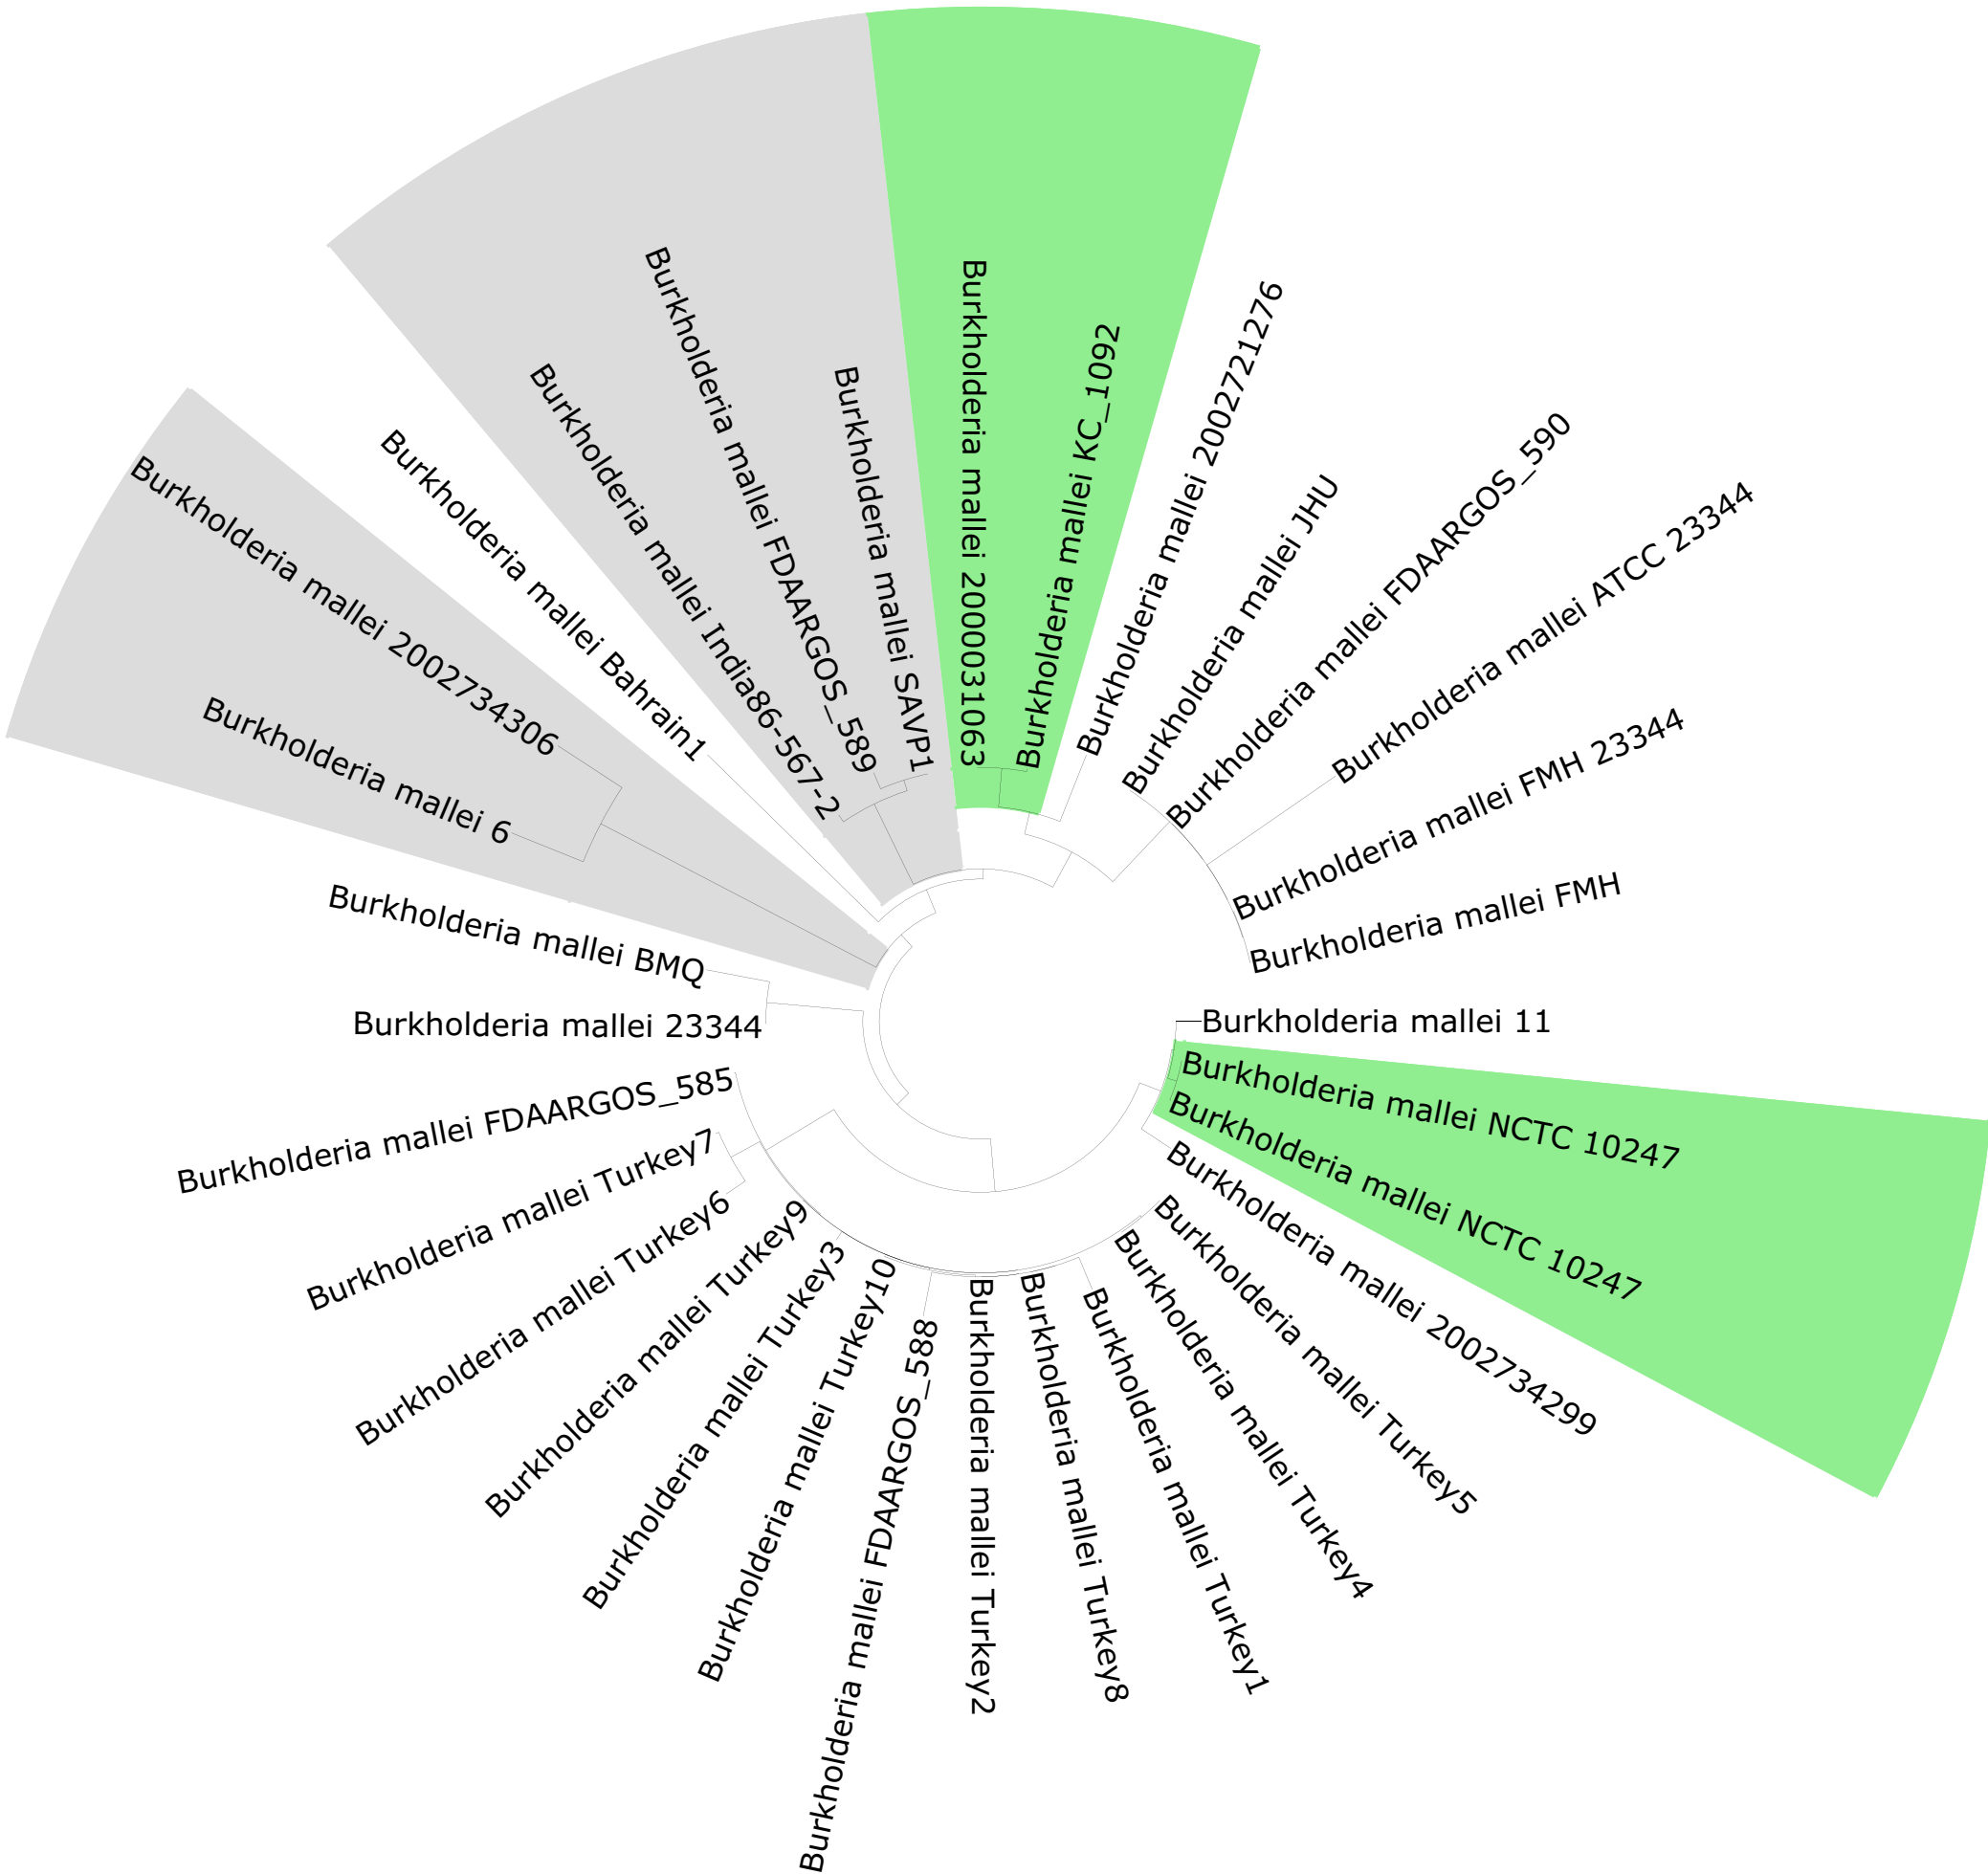 Burkholderia mallei 2000031063
Burkholderia mallei KC_1092
Burkholderia mallei 2002721276
Burkholderia mallei JHU
Burkholderia mallei FDAARGOS_590
Burkholderia mallei ATCC 23344
Burkholderia mallei FMH 23344
Burkholderia mallei FMH
Burkholderia mallei 11
Burkholderia mallei NCTC 10247
Burkholderia mallei NCTC 10247
Burkholderia mallei 2002734299
Burkholderia mallei Turkey5
Burkholderia mallei Turkey4
Burkholderia mallei Turkey1
Burkholderia mallei Turkey8
Burkholderia mallei Turkey2
Burkholderia mallei FDAARGOS_588
Burkholderia mallei Turkey10
Burkholderia mallei Turkey3
Burkholderia mallei Turkey9
Burkholderia mallei Turkey6
Burkholderia mallei Turkey7
Burkholderia mallei FDAARGOS_585
Burkholderia mallei 23344
Burkholderia mallei BMQ
Burkholderia mallei 6
Burkholderia mallei 2002734306
Burkholderia mallei Bahrain1
Burkholderia mallei India86-567-2
Burkholderia mallei FDAARGOS_589
Burkholderia mallei SAVP1